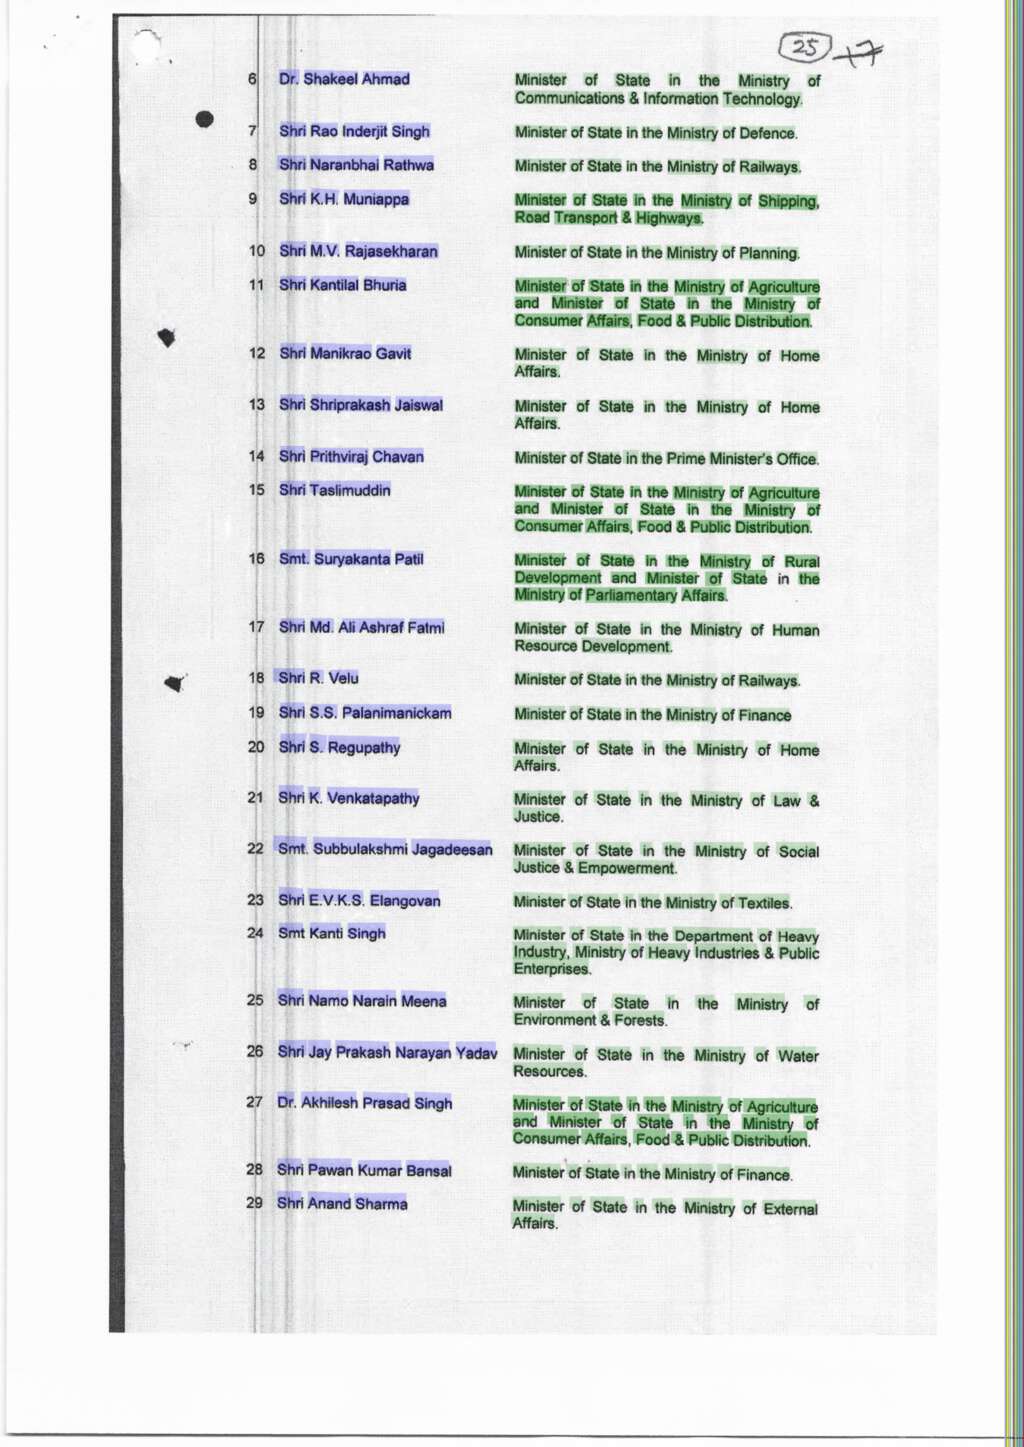 25 17
6 Dr. Shakeel Ahmad Minister of State in the Ministry of
Communications & Information Technology.
7 Shri Rao Inderjit Singh Minister of State in the Ministry of Defence.
8 Shri Naranbhai Rathwa Minister of State in the Ministry of Railways.
9 Shri K.H. Muniappa Minister of State in the Ministry of Shipping,
Road Transport & Highways.
10 Shri M.V. Rajasekharan Minister of State in the Ministry of Planning.
11 Shri Kantilal Bhuria Minister of State in the Ministry of Agriculture
and Minister of State in the Ministry of
Consumer Affairs, Food & Public Distribution.
12 Shri Manikrao Gavit Minister of State in the Ministry of Home
Affairs.
13 Shri Shriprakash Jaiswal Minister of State in the Ministry of Home
Affairs.
14 Shri Prithviraj Chavan Minister of State in the Prime Minister's Office.
15 Shri Taslimuddin Minister of State in the Ministry of Agriculture
and Minister of State in the Ministry of
Consumer Affairs, Food & Public Distribution.
16 Smt. Suryakanta Patil Minister of State in the Ministry of Rural
Development and Minister of State in the
Ministry of Parliamentary Affairs.
17 Shri Md. Ali Ashraf Fatmi Minister of State in the Ministry of Human
Resource Development.
18 Shri R. Velu Minister of State in the Ministry of Railways.
19 Shri S.S. Palanimanickam Minister of State in the Ministry of Finance
20 Shri S. Regupathy Minister of State in the Ministry of Home
Affairs.
21 Shri K. Venkatapathy Minister of State in the Ministry of Law &
Justice.
22 Smt. Subbulakshmi Jagadeesan Minister of State in the Ministry of Social
Justice & Empowerment.
23 Shri E.V.K.S. Elangovan Minister of State in the Ministry of Textiles.
24 Smt Kanti Singh Minister of State in the Department of Heavy
Industry, Ministry of Heavy Industries & Public
Enterprises.
25 Shri Namo Narain Meena Minister of State in the Ministry of
Environment & Forests.
26 Shri Jay Prakash Narayan Yadav Minister of State in the Ministry of Water
Resources.
27 Dr. Akhilesh Prasad Singh Minister of State in the Ministry of Agriculture
and Minister of State in the Ministry of
Consumer Affairs, Food & Public Distribution.
28 Shri Pawan Kumar Bansal Minister of State in the Ministry of Finance.
29 Shri Anand Sharma Minister of State in the Ministry of External
Affairs.